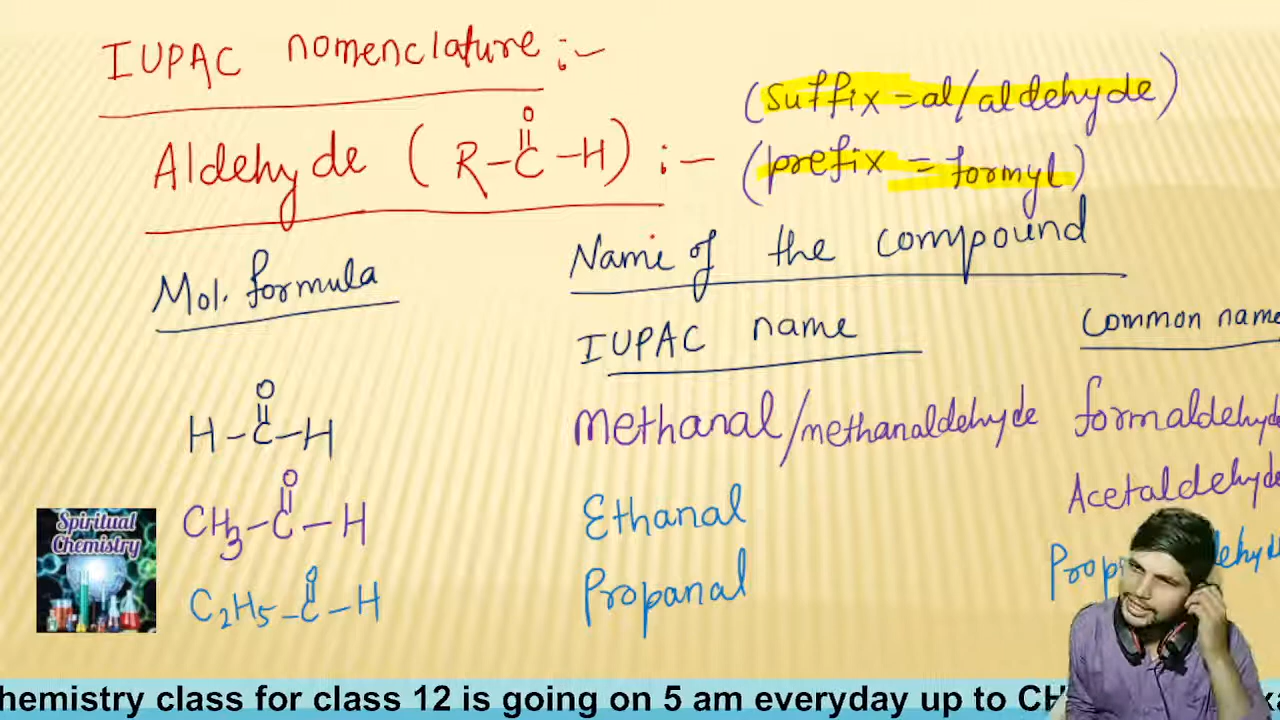 IUPAC nomenclature :-
(suffix = al/aldehyde)
Aldehyde ( R-C-H) :-
O
(prefix = formyl)
Name of the compound
Mol. formula
IUPAC name
Common name
O
H-C-H
methanal/methanaldehyde
formaldehyde
O
CH3-C-H
Ethanal
Acetaldehyde
O
C2H5-C-H
Propanal
Spiritual
Chemistry
hemistry class for class 12 is going on 5 am everyday up to CH